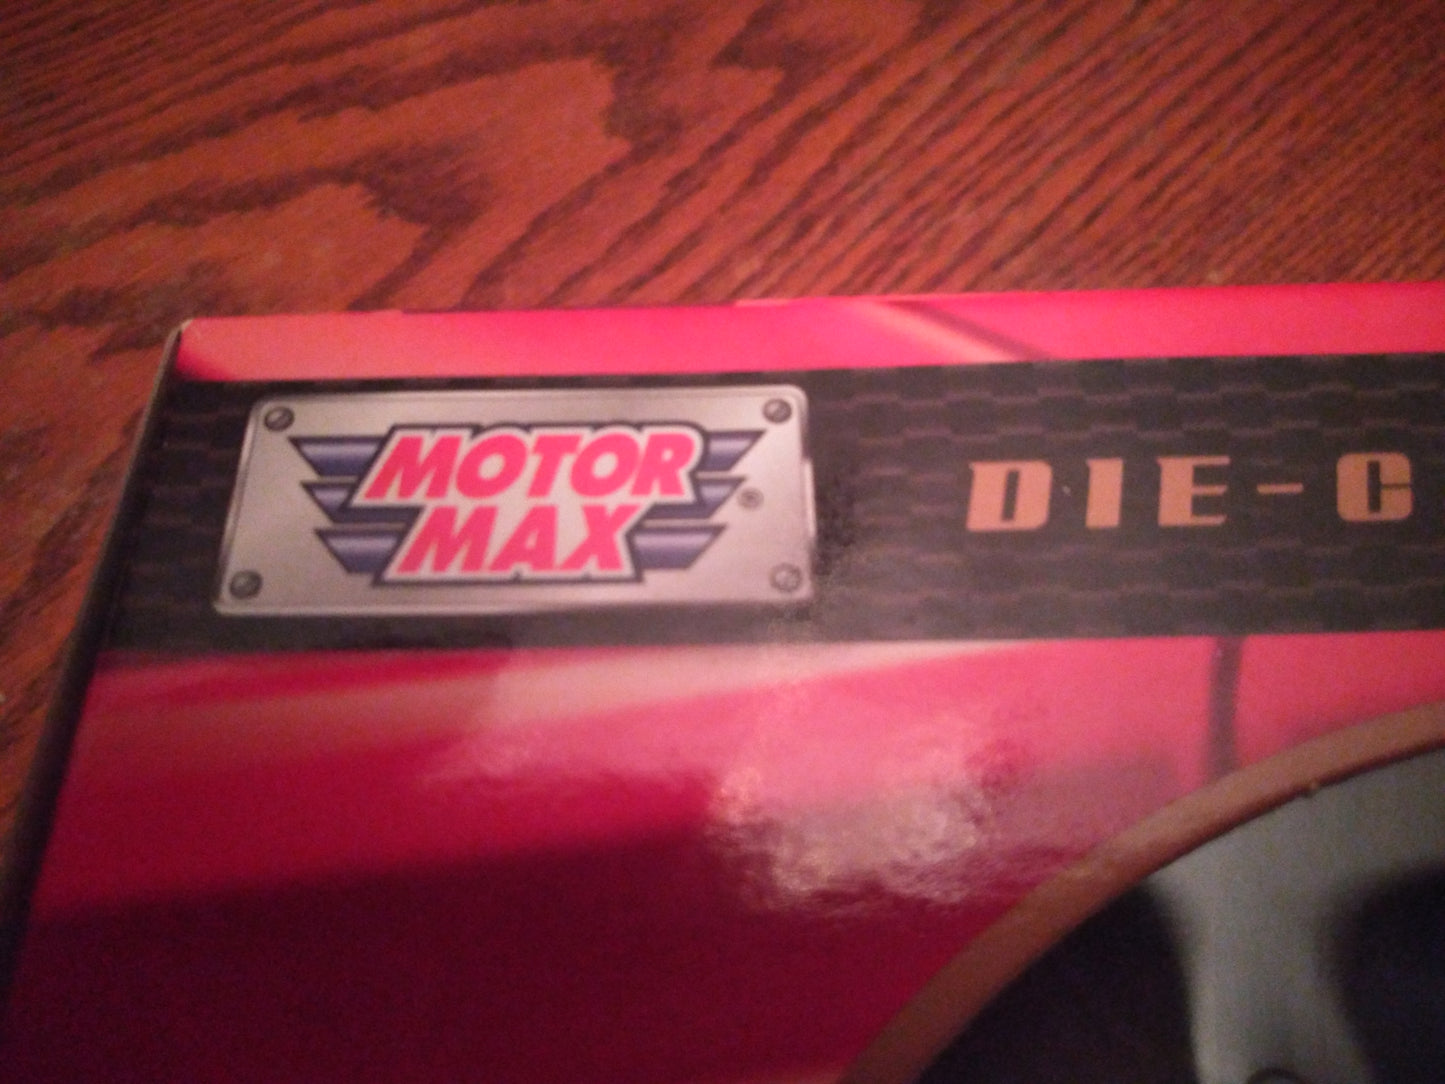 MOTOR
MAX
®
DIE-C